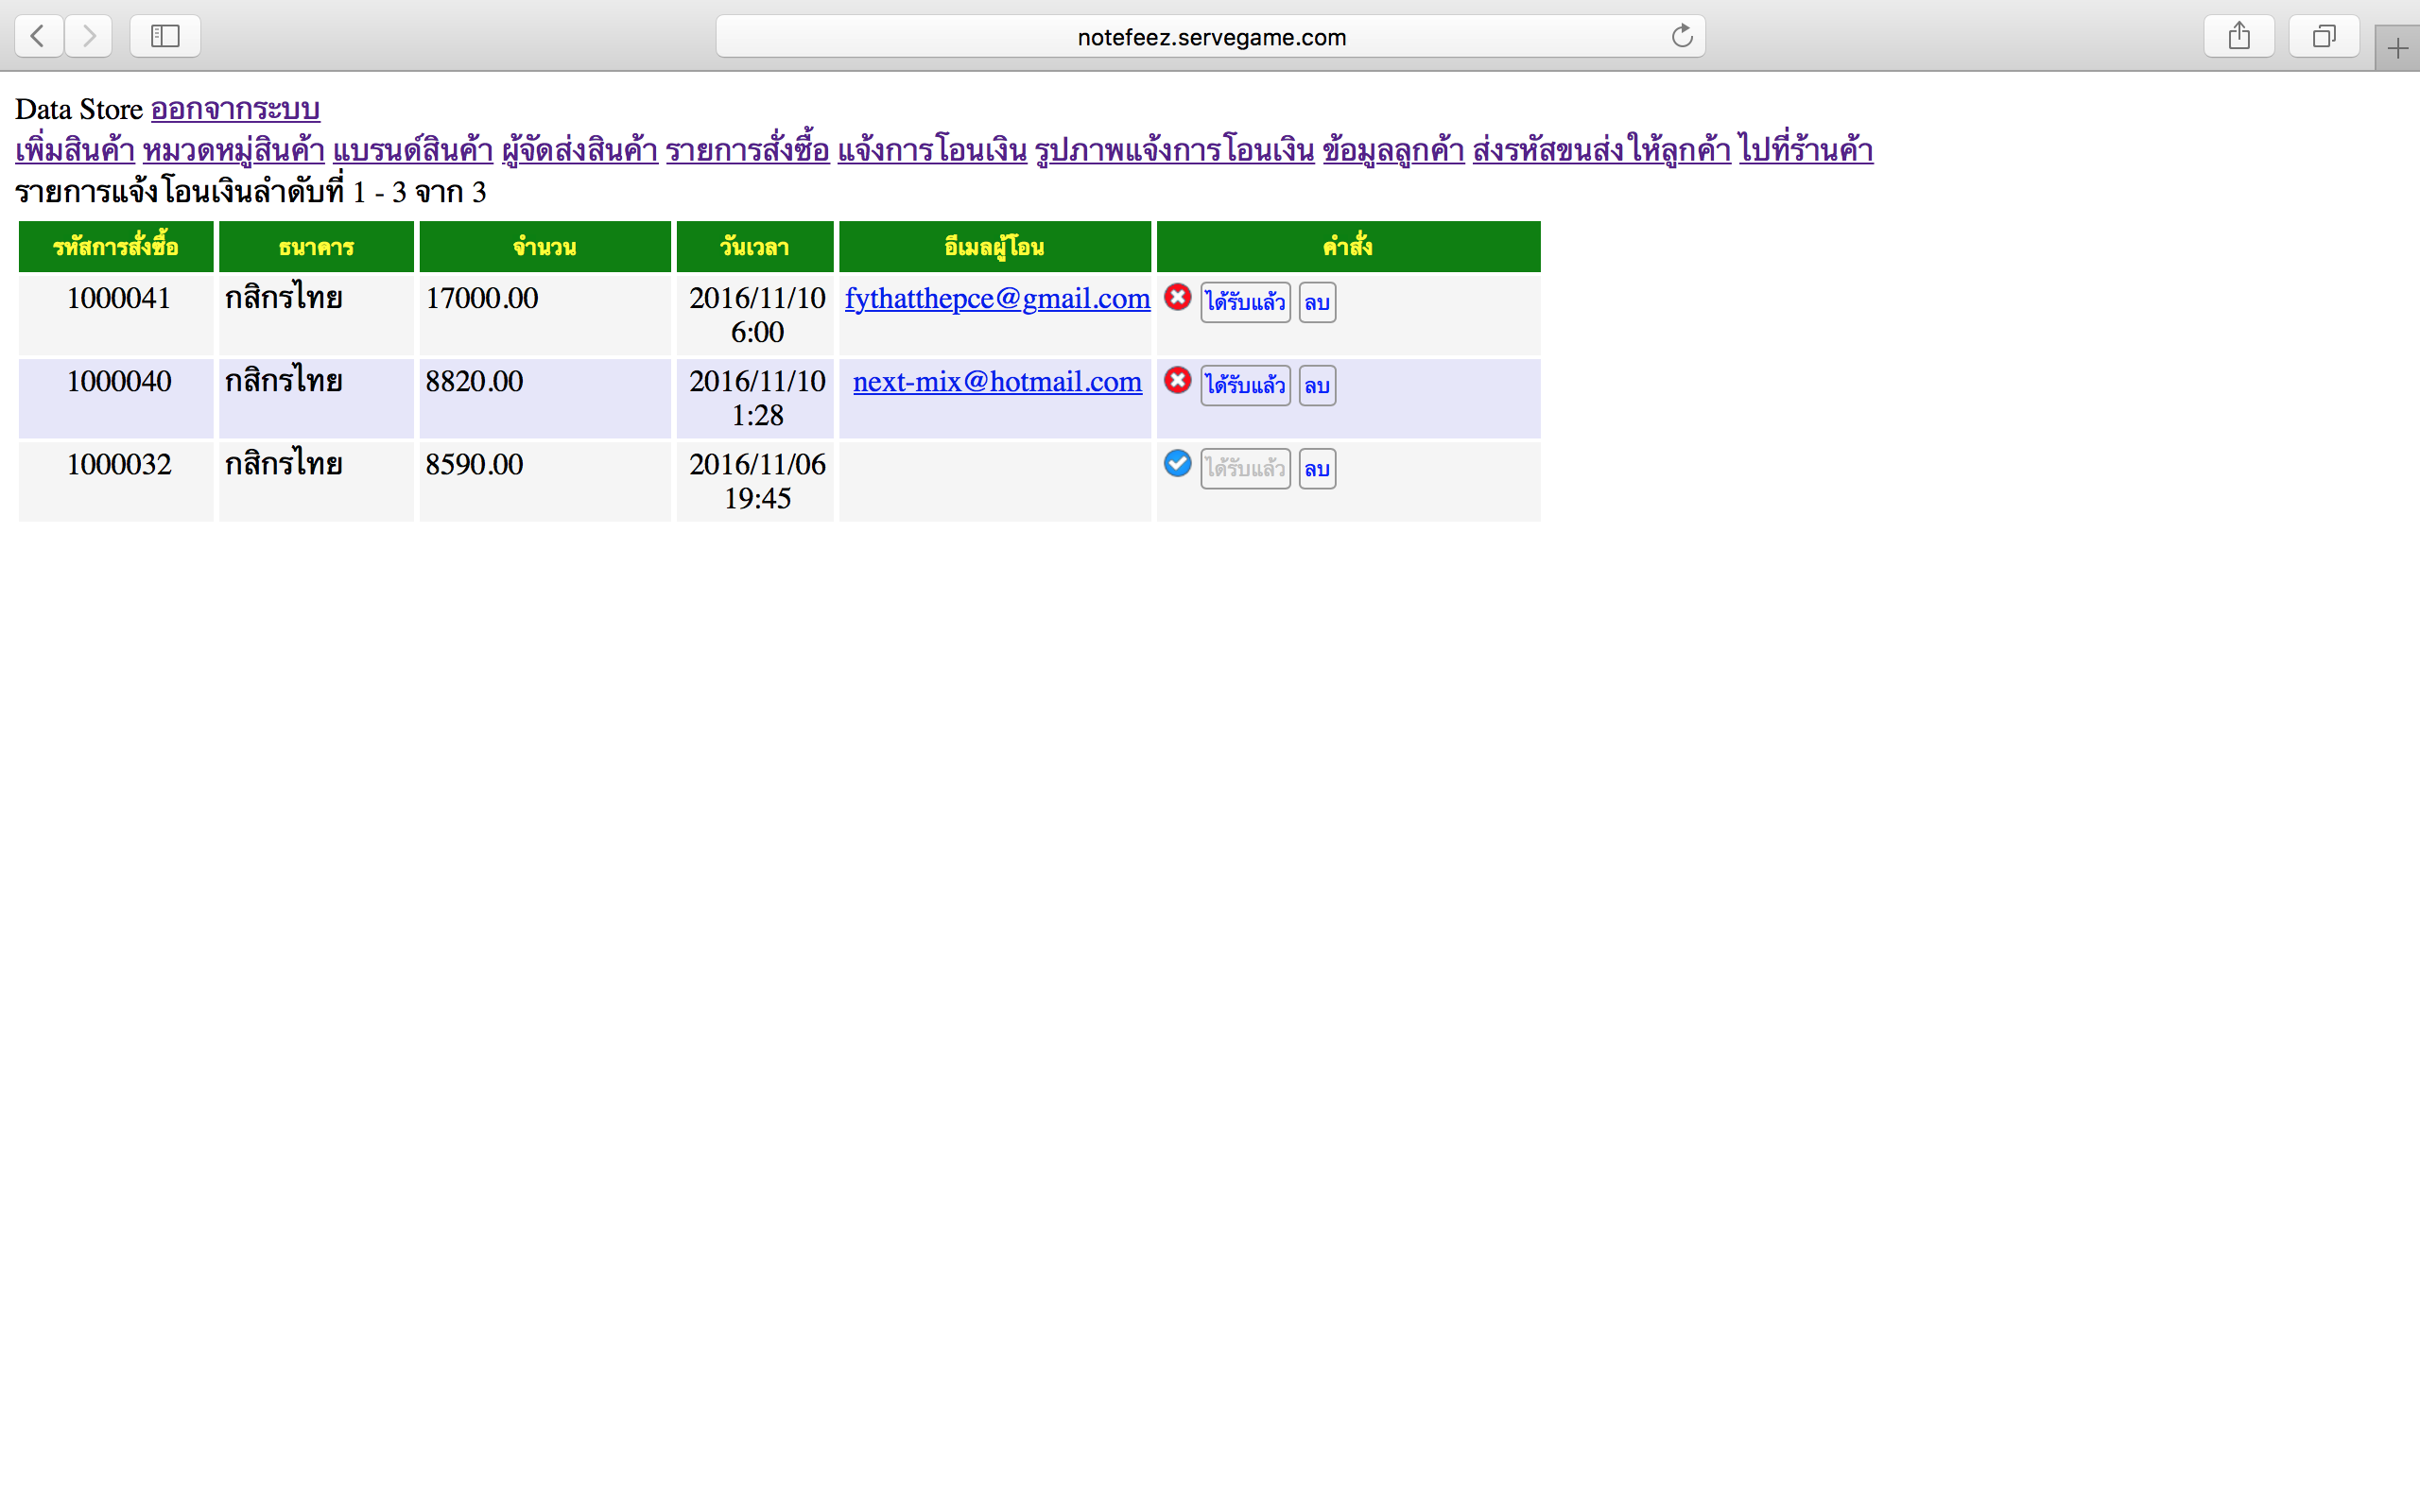 notefeez.servegame.com
Data Store ออกจากระบบ
เพิ่มสินค้า หมวดหมู่สินค้า แบรนด์สินค้า ผู้จัดส่งสินค้า รายการสั่งซื้อ แจ้งการโอนเงิน รูปภาพแจ้งการโอนเงิน ข้อมูลลูกค้า ส่งรหัสขนส่งให้ลูกค้า ไปที่ร้านค้า
รายการแจ้งโอนเงินลำดับที่ 1 - 3 จาก 3
รหัสการสั่งซื้อ ธนาคาร จำนวน วันเวลา อีเมลผู้โอน คำสั่ง
1000041 กสิกรไทย 17000.00 2016/11/10 fythatthepce@gmail.com ได้รับแล้ว ลบ
6:00
1000040 กสิกรไทย 8820.00 2016/11/10 next-mix@hotmail.com ได้รับแล้ว ลบ
1:28
1000032 กสิกรไทย 8590.00 2016/11/06 ได้รับแล้ว ลบ
19:45